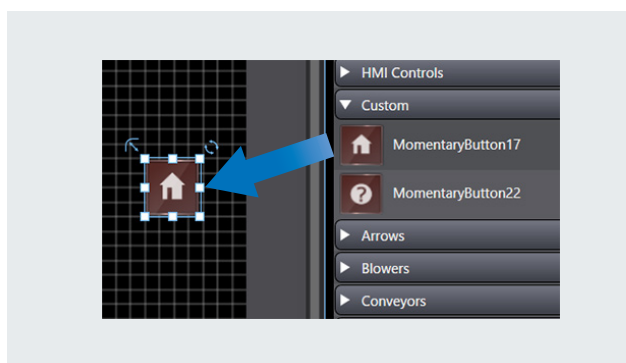 HMI Controls
Custom
MomentaryButton17
MomentaryButton22
Arrows
Blowers
Conveyors